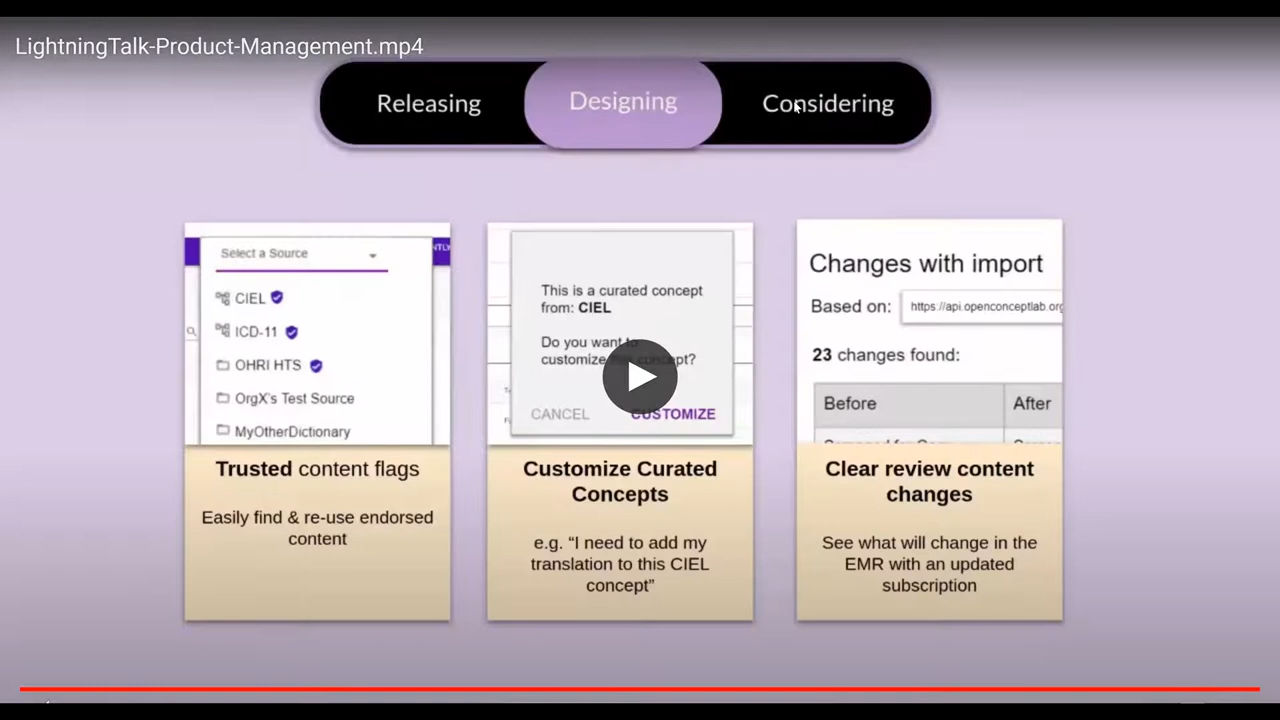 LightningTalk-Product-Management.mp4
Releasing
Designing
Considering
Select a Source
CIEL
ICD-11
OHRI HTS
OrgX's Test Source
MyOtherDictionary
Trusted content flags
Easily find & re-use endorsed
content
This is a curated concept
from: CIEL
Do you want to
customize this concept?
CANCEL
CUSTOMIZE
Customize Curated
Concepts
e.g. “I need to add my
translation to this CIEL
concept”
Changes with import
Based on:
https://api.openconceptlab.org
23 changes found:
Before
After
Clear review content
changes
See what will change in the
EMR with an updated
subscription